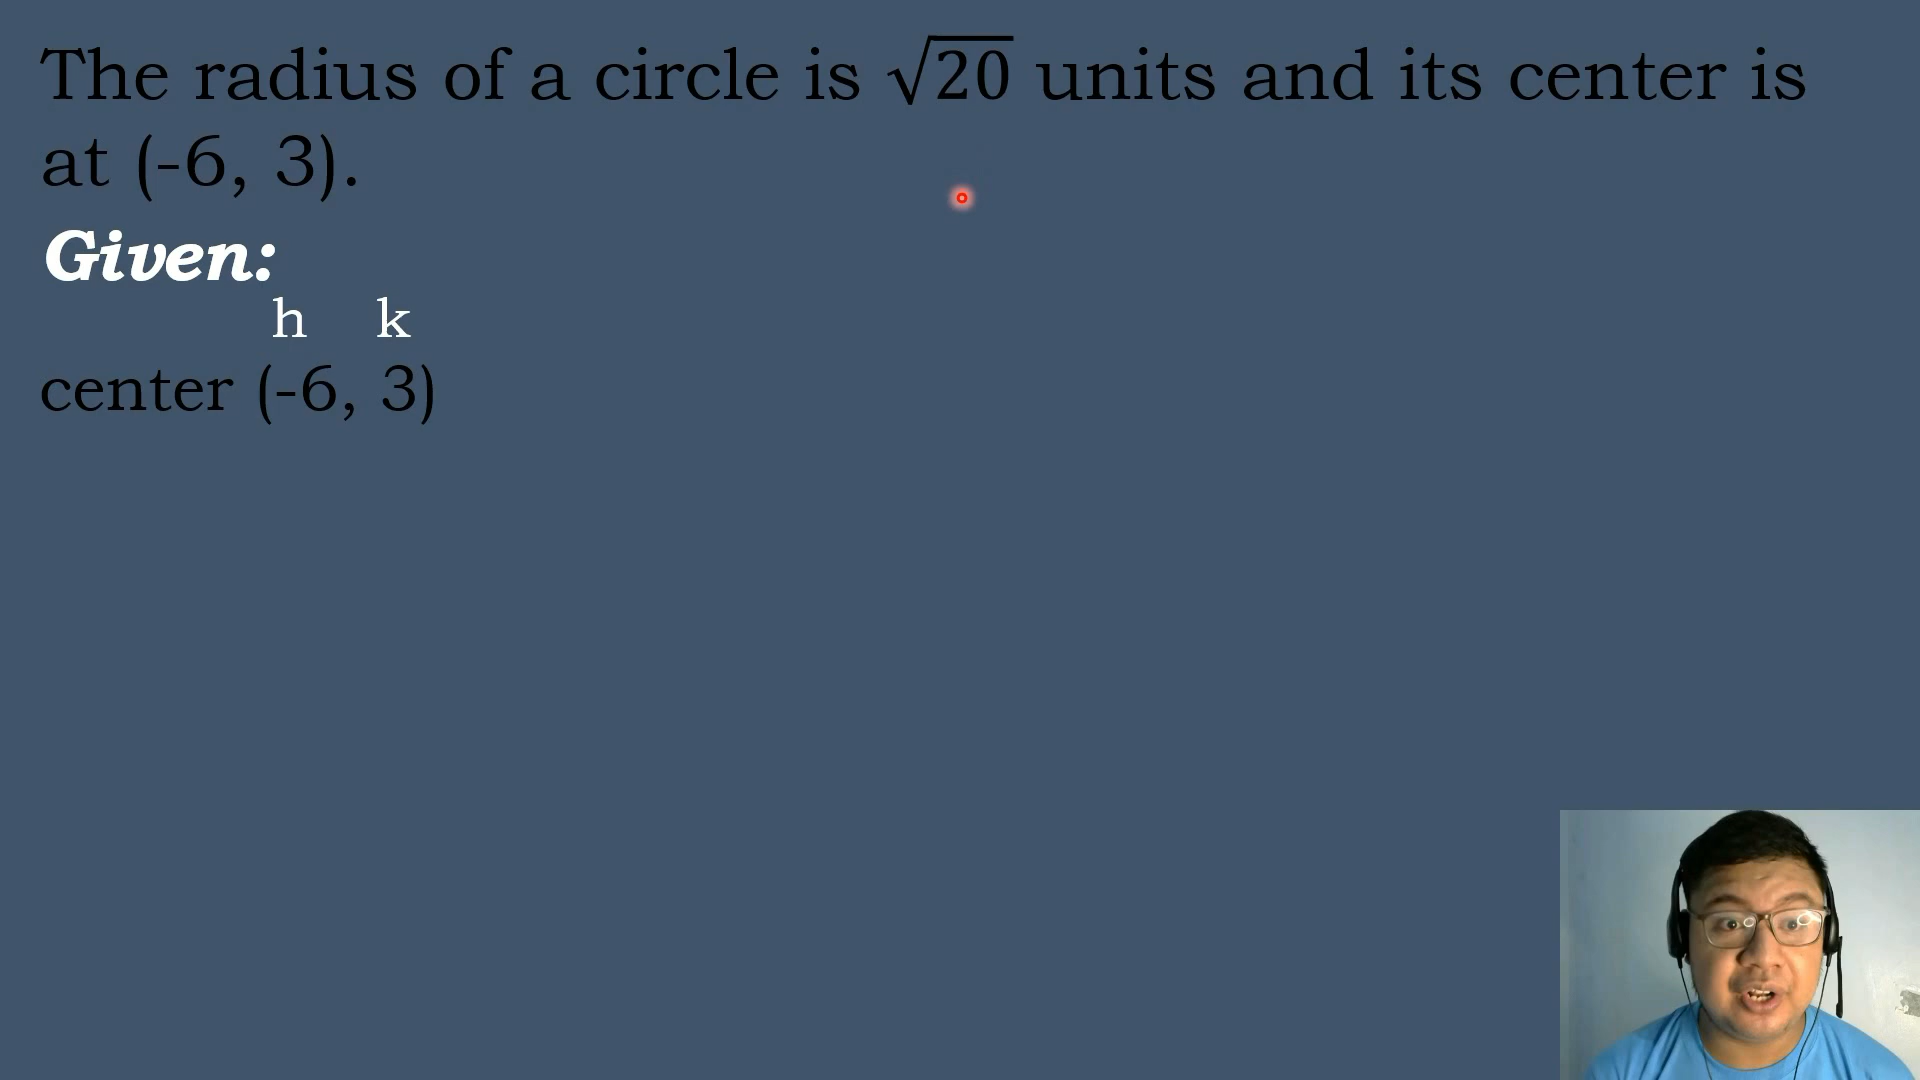 The radius of a circle is √20 units and its center is
at (-6, 3).
Given:
h k
center (-6, 3)